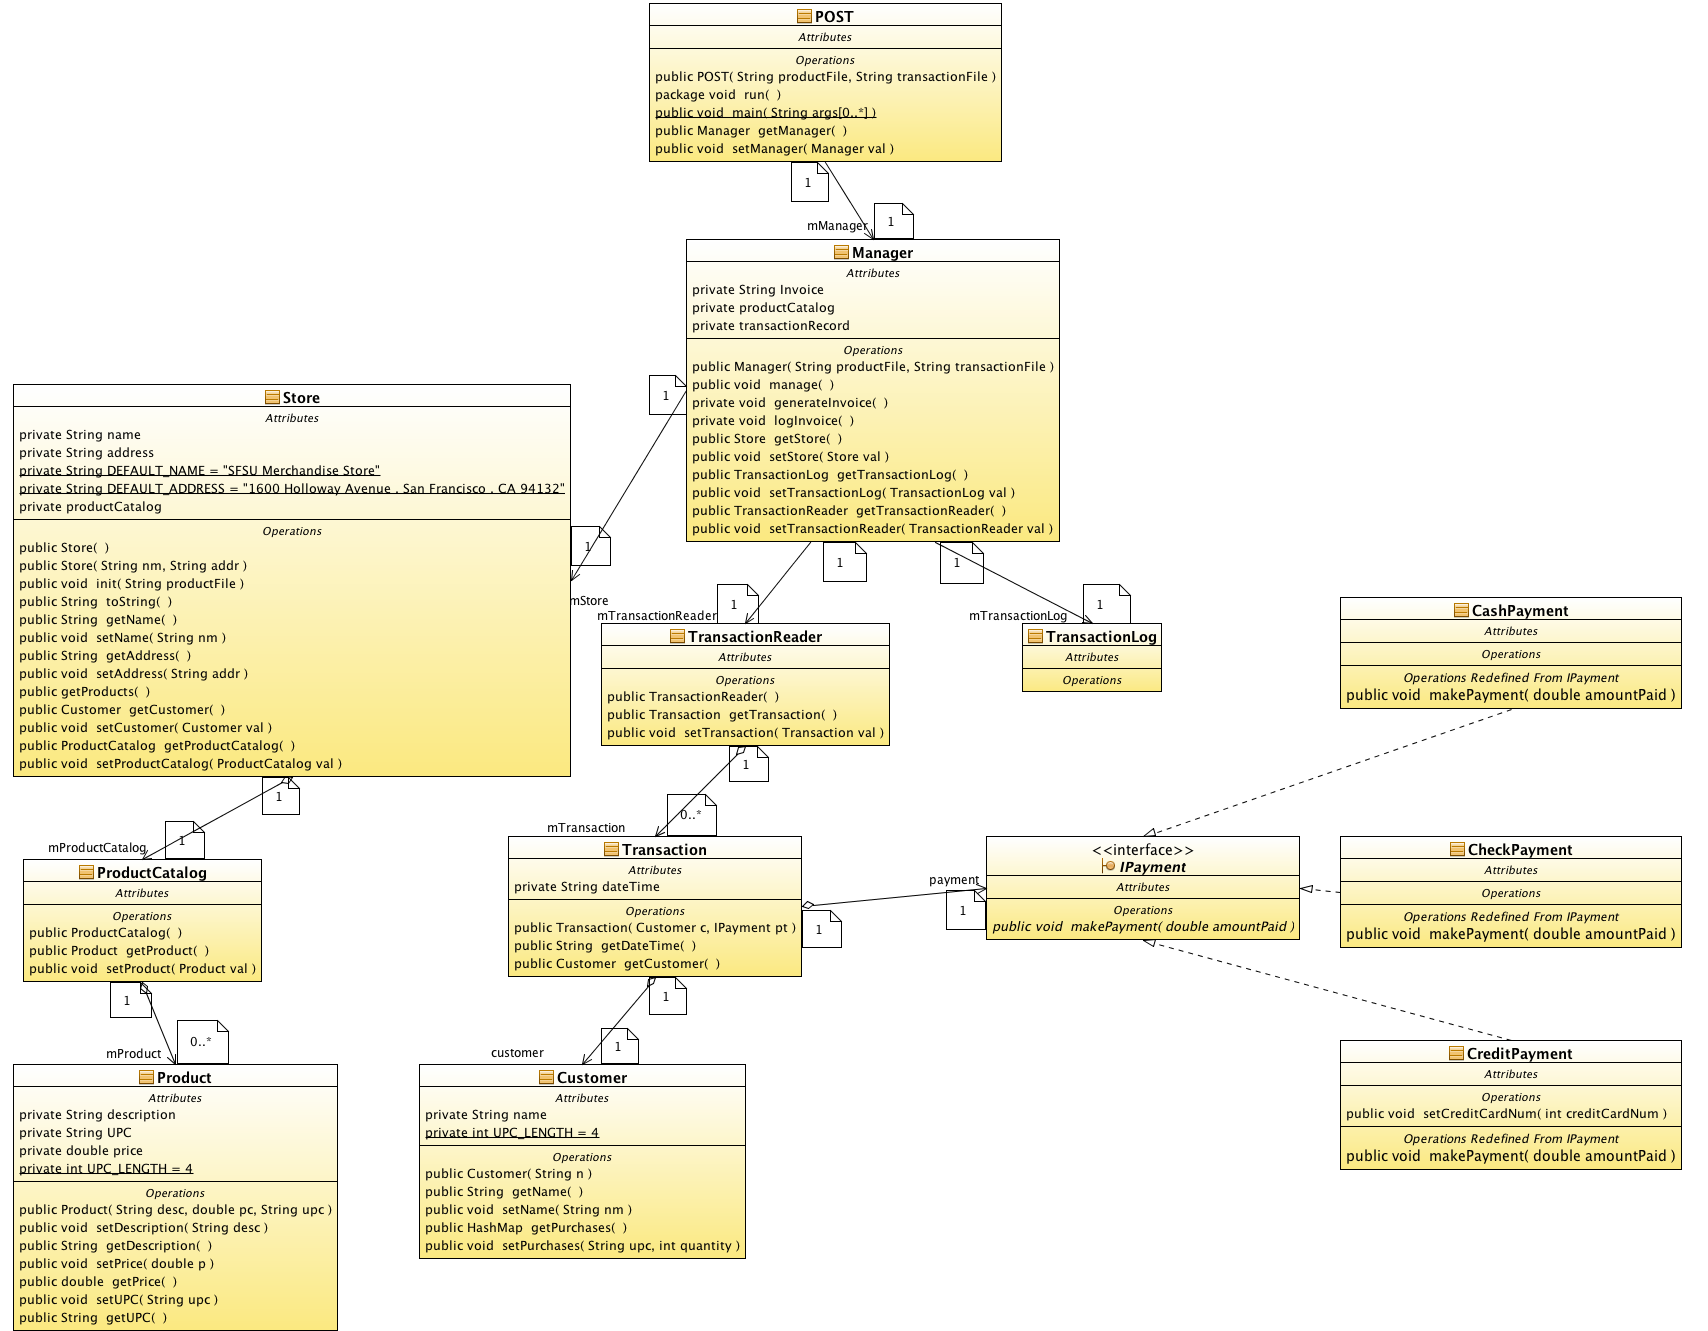 POST
Attributes
Operations
public POST( String productFile, String transactionFile )
package void  run(  )
public void  main( String args[0..*] )
public Manager  getManager(  )
public void  setManager( Manager val )
1
mManager
1
Manager
Attributes
private String Invoice
private productCatalog
private transactionRecord
Operations
public Manager( String productFile, String transactionFile )
public void  manage(  )
private void  generateInvoice(  )
private void  logInvoice(  )
public Store  getStore(  )
public void  setStore( Store val )
public TransactionLog  getTransactionLog(  )
public void  setTransactionLog( TransactionLog val )
public TransactionReader  getTransactionReader(  )
public void  setTransactionReader( TransactionReader val )
1
1
mStore
Store
Attributes
private String name
private String address
private String DEFAULT_NAME = "SFSU Merchandise Store"
private String DEFAULT_ADDRESS = "1600 Holloway Avenue , San Francisco , CA 94132"
private productCatalog
Operations
public Store(  )
public Store( String nm, String addr )
public void  init( String productFile )
public String  toString(  )
public String  getName(  )
public void  setName( String nm )
public String  getAddress(  )
public void  setAddress( String addr )
public getProducts(  )
public Customer  getCustomer(  )
public void  setCustomer( Customer val )
public ProductCatalog  getProductCatalog(  )
public void  setProductCatalog( ProductCatalog val )
1
1
mTransactionReader
1
1
mTransactionLog
TransactionReader
Attributes
Operations
public TransactionReader(  )
public Transaction  getTransaction(  )
public void  setTransaction( Transaction val )
TransactionLog
Attributes
Operations
CashPayment
Attributes
Operations
Operations Redefined From IPayment
public void  makePayment( double amountPaid )
1
1
mProductCatalog
ProductCatalog
Attributes
Operations
public ProductCatalog(  )
public Product  getProduct(  )
public void  setProduct( Product val )
1
0..*
mTransaction
Transaction
Attributes
private String dateTime
Operations
public Transaction( Customer c, IPayment pt )
public String  getDateTime(  )
public Customer  getCustomer(  )
payment
1
1
<<interface>>
IPayment
Attributes
Operations
public void  makePayment( double amountPaid )
CheckPayment
Attributes
Operations
Operations Redefined From IPayment
public void  makePayment( double amountPaid )
1
0..*
mProduct
Product
Attributes
private String description
private String UPC
private double price
private int UPC_LENGTH = 4
Operations
public Product( String desc, double pc, String upc )
public void  setDescription( String desc )
public String  getDescription(  )
public void  setPrice( double p )
public double  getPrice(  )
public void  setUPC( String upc )
public String  getUPC(  )
1
1
customer
Customer
Attributes
private String name
private int UPC_LENGTH = 4
Operations
public Customer( String n )
public String  getName(  )
public void  setName( String nm )
public HashMap  getPurchases(  )
public void  setPurchases( String upc, int quantity )
CreditPayment
Attributes
Operations
public void  setCreditCardNum( int creditCardNum )
Operations Redefined From IPayment
public void  makePayment( double amountPaid )